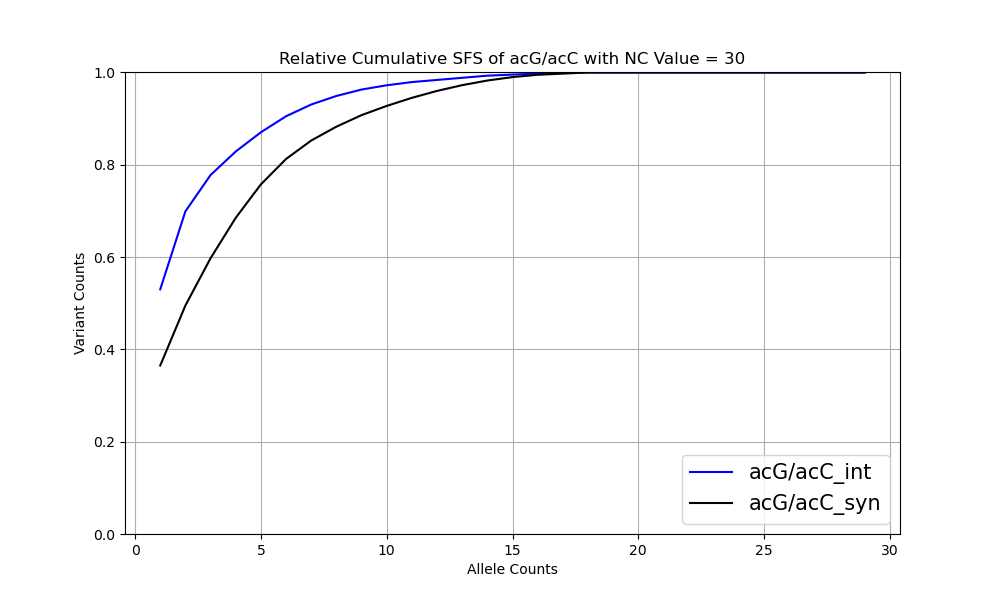 Relative Cumulative SFS of acG/acC with NC Value = 30
1.0
0.8
0.6
0.4
0.2
0.0
Variant Counts
0 5 10 15 20 25 30
Allele Counts
acG/acC_int
acG/acC_syn